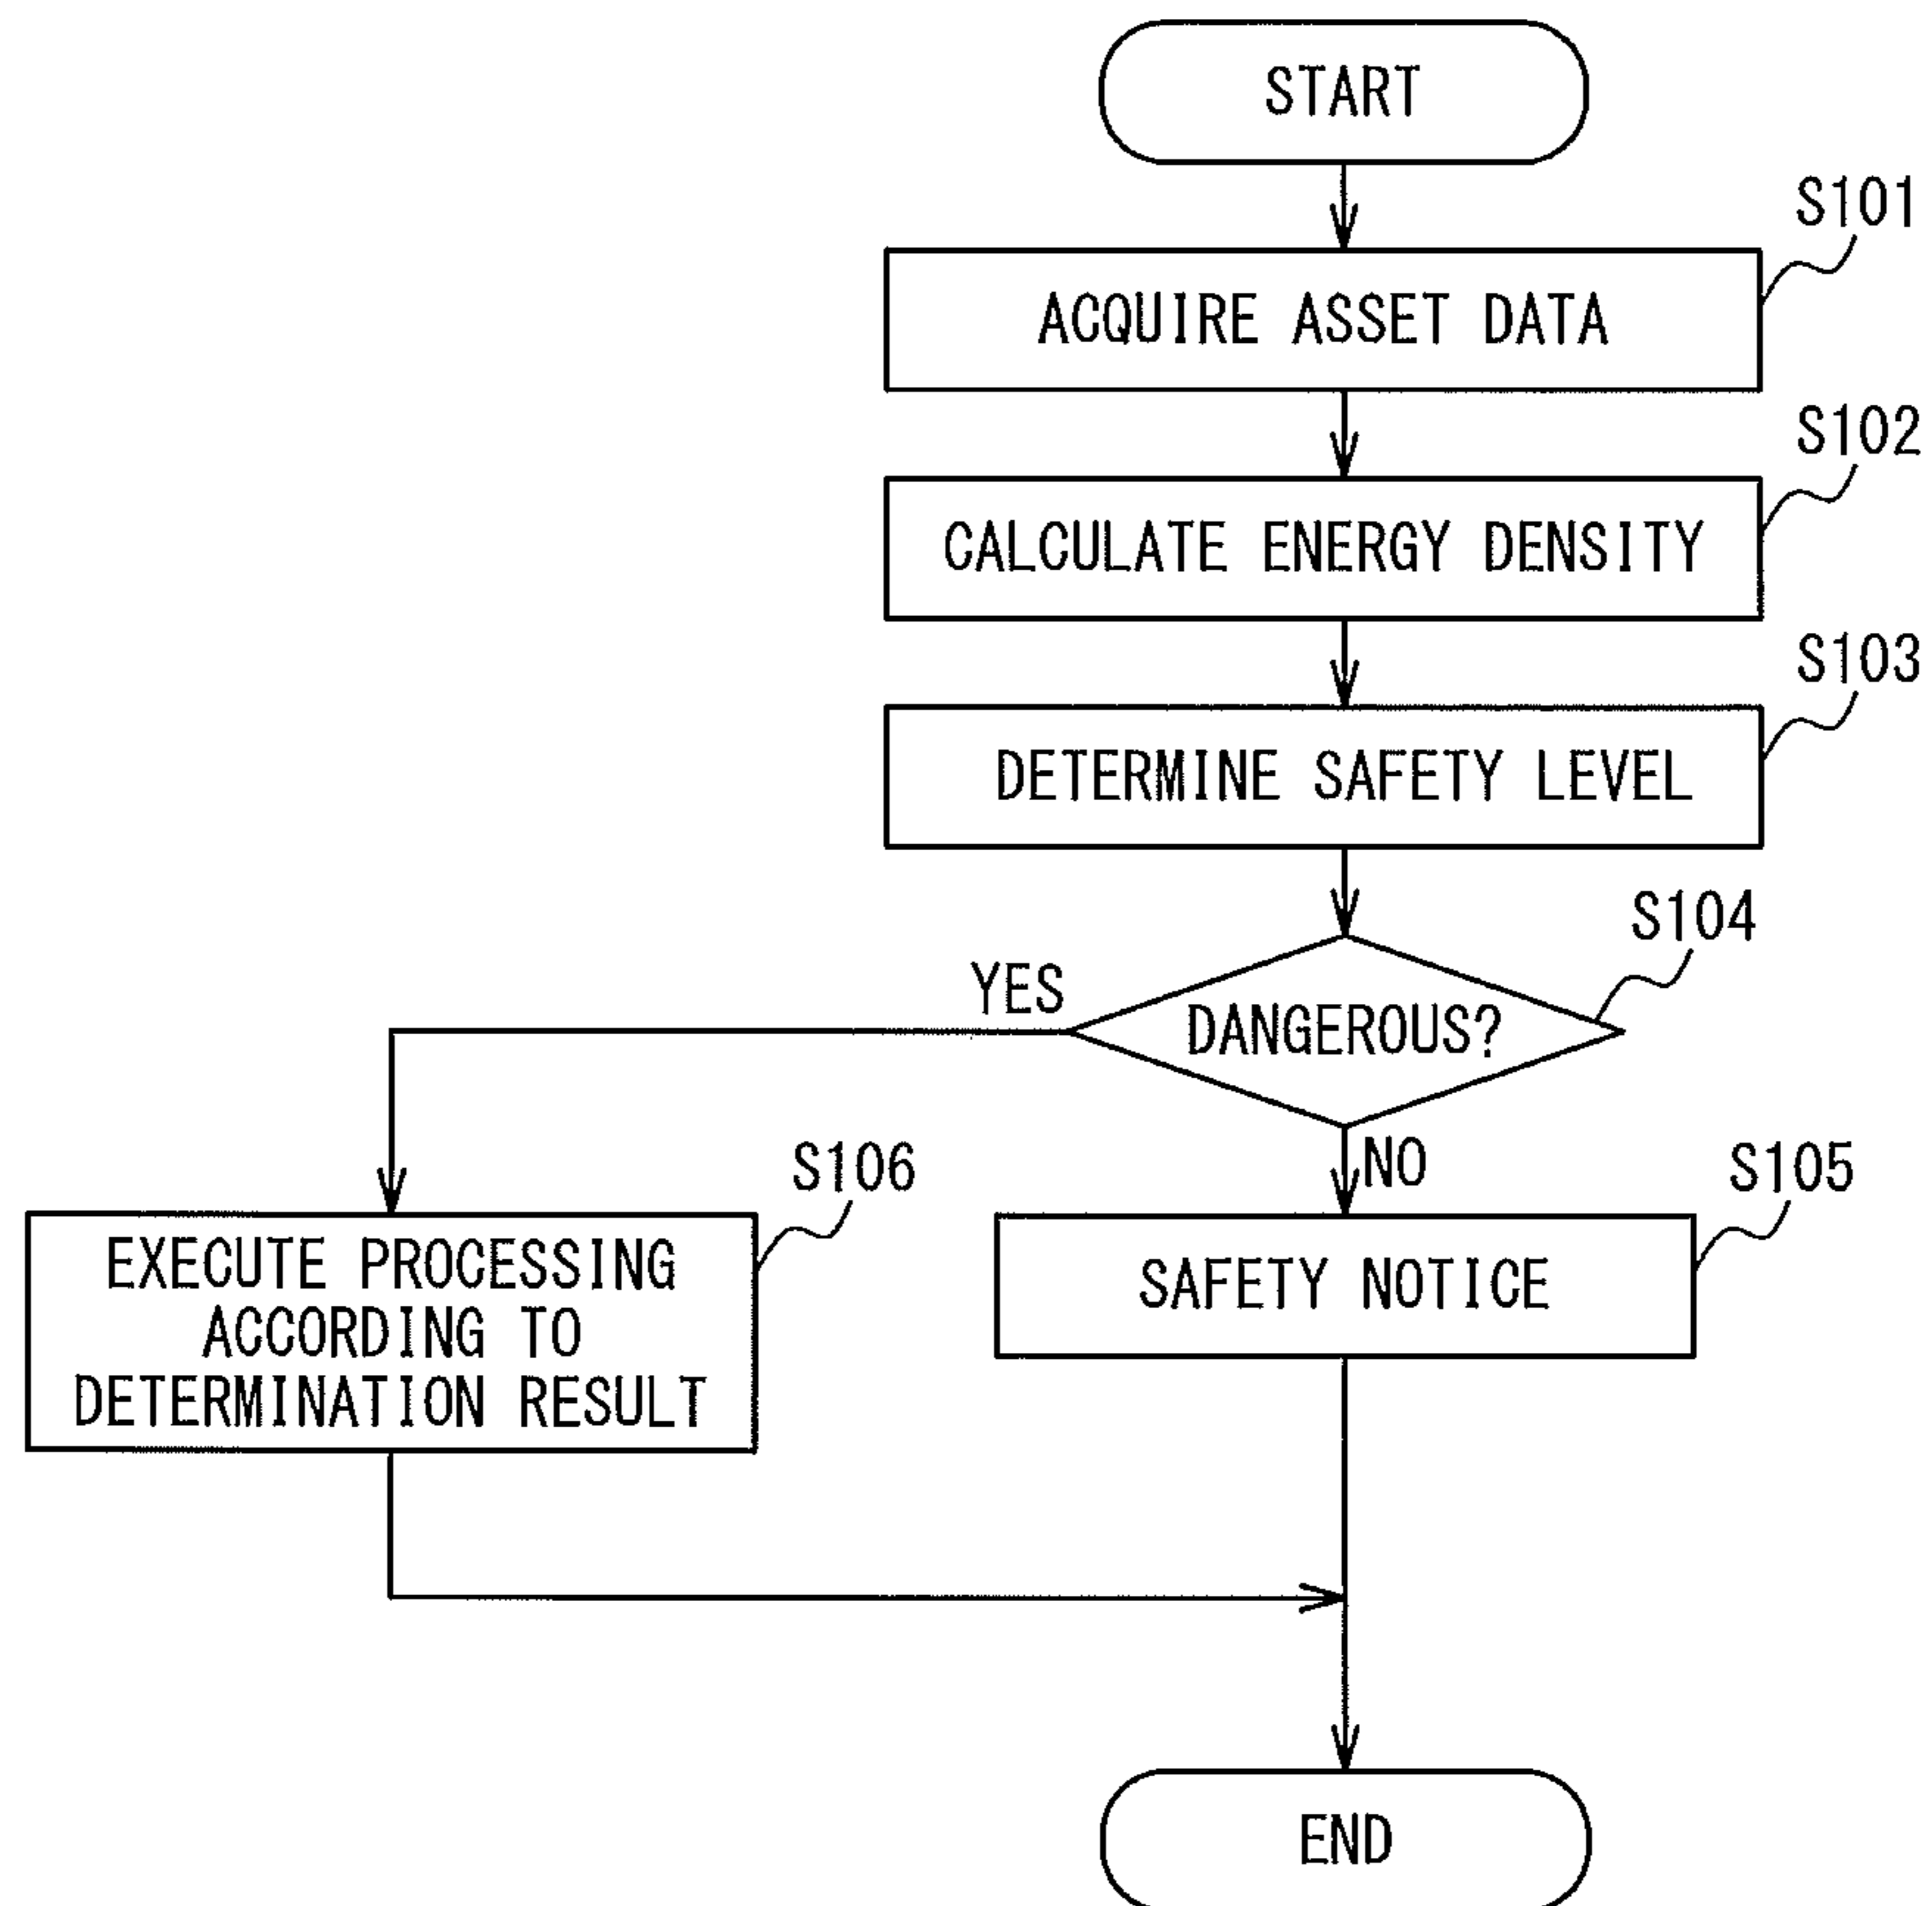 START
S101
ACQUIRE ASSET DATA
S102
CALCULATE ENERGY DENSITY
S103
DETERMINE SAFETY LEVEL
S104
YES
DANGEROUS?
NO
S106
S105
EXECUTE PROCESSING
ACCORDING TO
DETERMINATION RESULT
SAFETY NOTICE
END